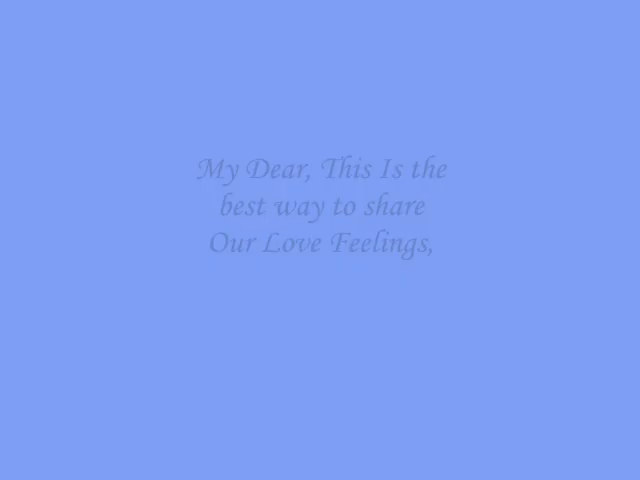 My Dear, This Is the
best way to share
Our Love Feelings,